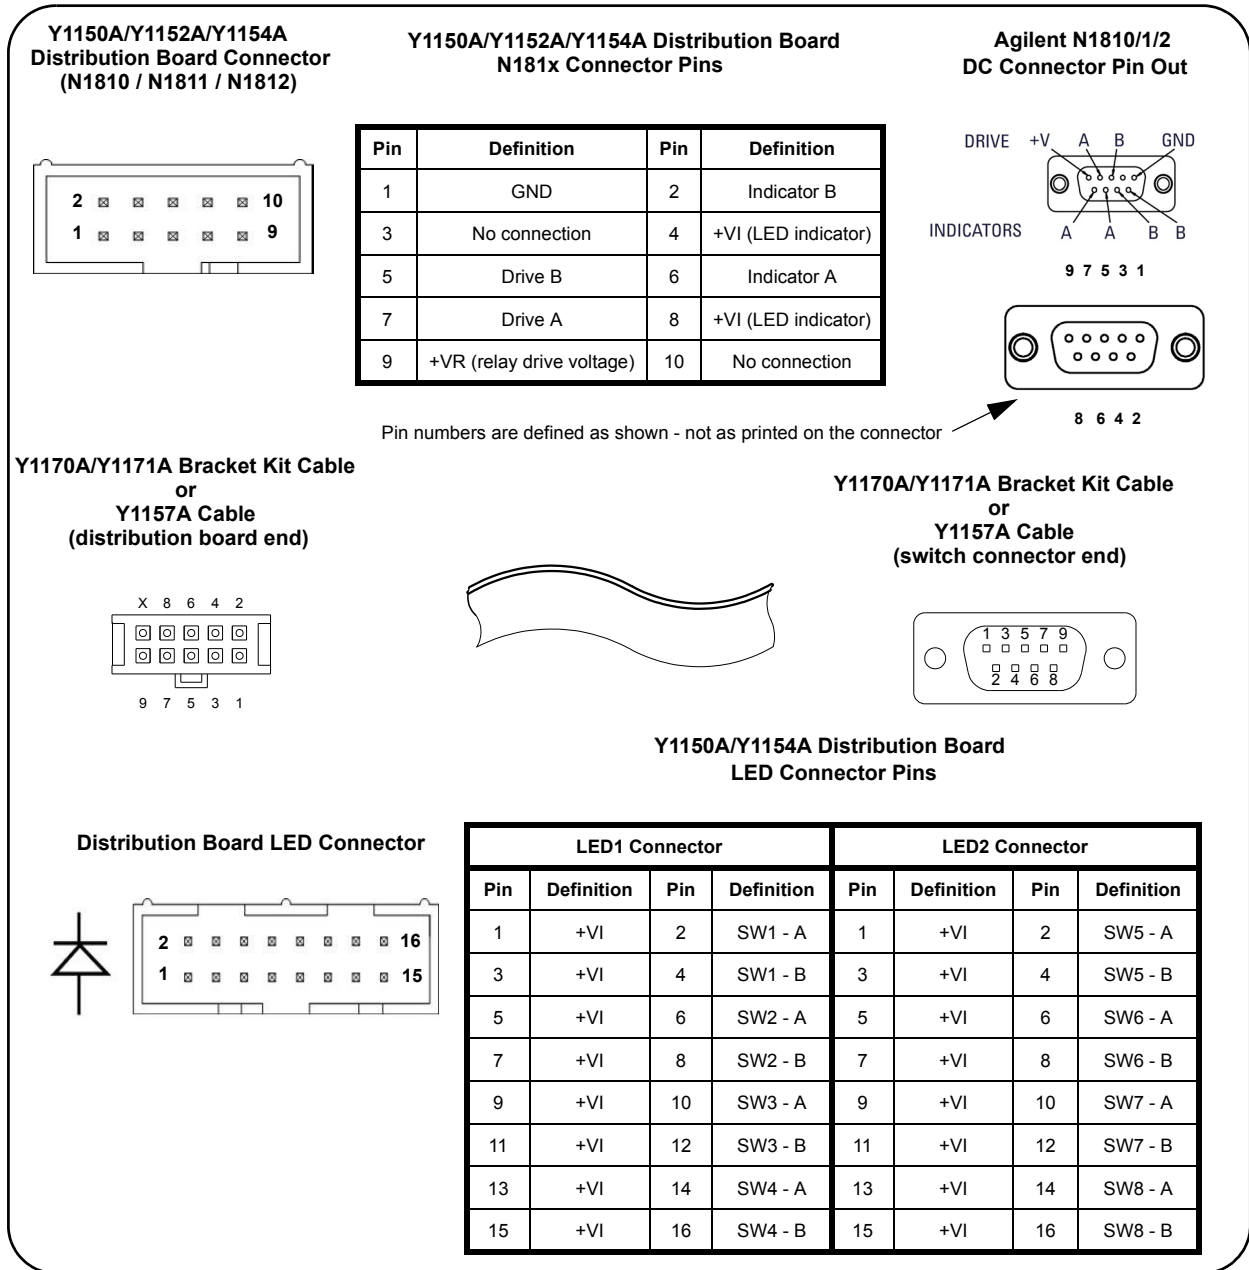 Y1150A/Y1152A/Y1154A
Distribution Board Connector
(N1810 / N1811 / N1812)
2 10
1 9
Y1150A/Y1152A/Y1154A Distribution Board
N181x Connector Pins
Pin Definition Pin Definition
1 GND 2 Indicator B
3 No connection 4 +VI (LED indicator)
5 Drive B 6 Indicator A
7 Drive A 8 +VI (LED indicator)
9 +VR (relay drive voltage) 10 No connection
Agilent N1810/1/2
DC Connector Pin Out
DRIVE +V A B GND
INDICATORS A A B B
9 7 5 3 1
8 6 4 2
Pin numbers are defined as shown - not as printed on the connector
Y1170A/Y1171A Bracket Kit Cable
or
Y1157A Cable
(distribution board end)
X 8 6 4 2
9 7 5 3 1
Y1170A/Y1171A Bracket Kit Cable
or
Y1157A Cable
(switch connector end)
1 3 5 7 9
2 4 6 8
Y1150A/Y1154A Distribution Board
LED Connector Pins
Distribution Board LED Connector
2 16
1 15
LED1 Connector LED2 Connector
Pin Definition Pin Definition Pin Definition Pin Definition
1 +VI 2 SW1 - A 1 +VI 2 SW5 - A
3 +VI 4 SW1 - B 3 +VI 4 SW5 - B
5 +VI 6 SW2 - A 5 +VI 6 SW6 - A
7 +VI 8 SW2 - B 7 +VI 8 SW6 - B
9 +VI 10 SW3 - A 9 +VI 10 SW7 - A
11 +VI 12 SW3 - B 11 +VI 12 SW7 - B
13 +VI 14 SW4 - A 13 +VI 14 SW8 - A
15 +VI 16 SW4 - B 15 +VI 16 SW8 - B